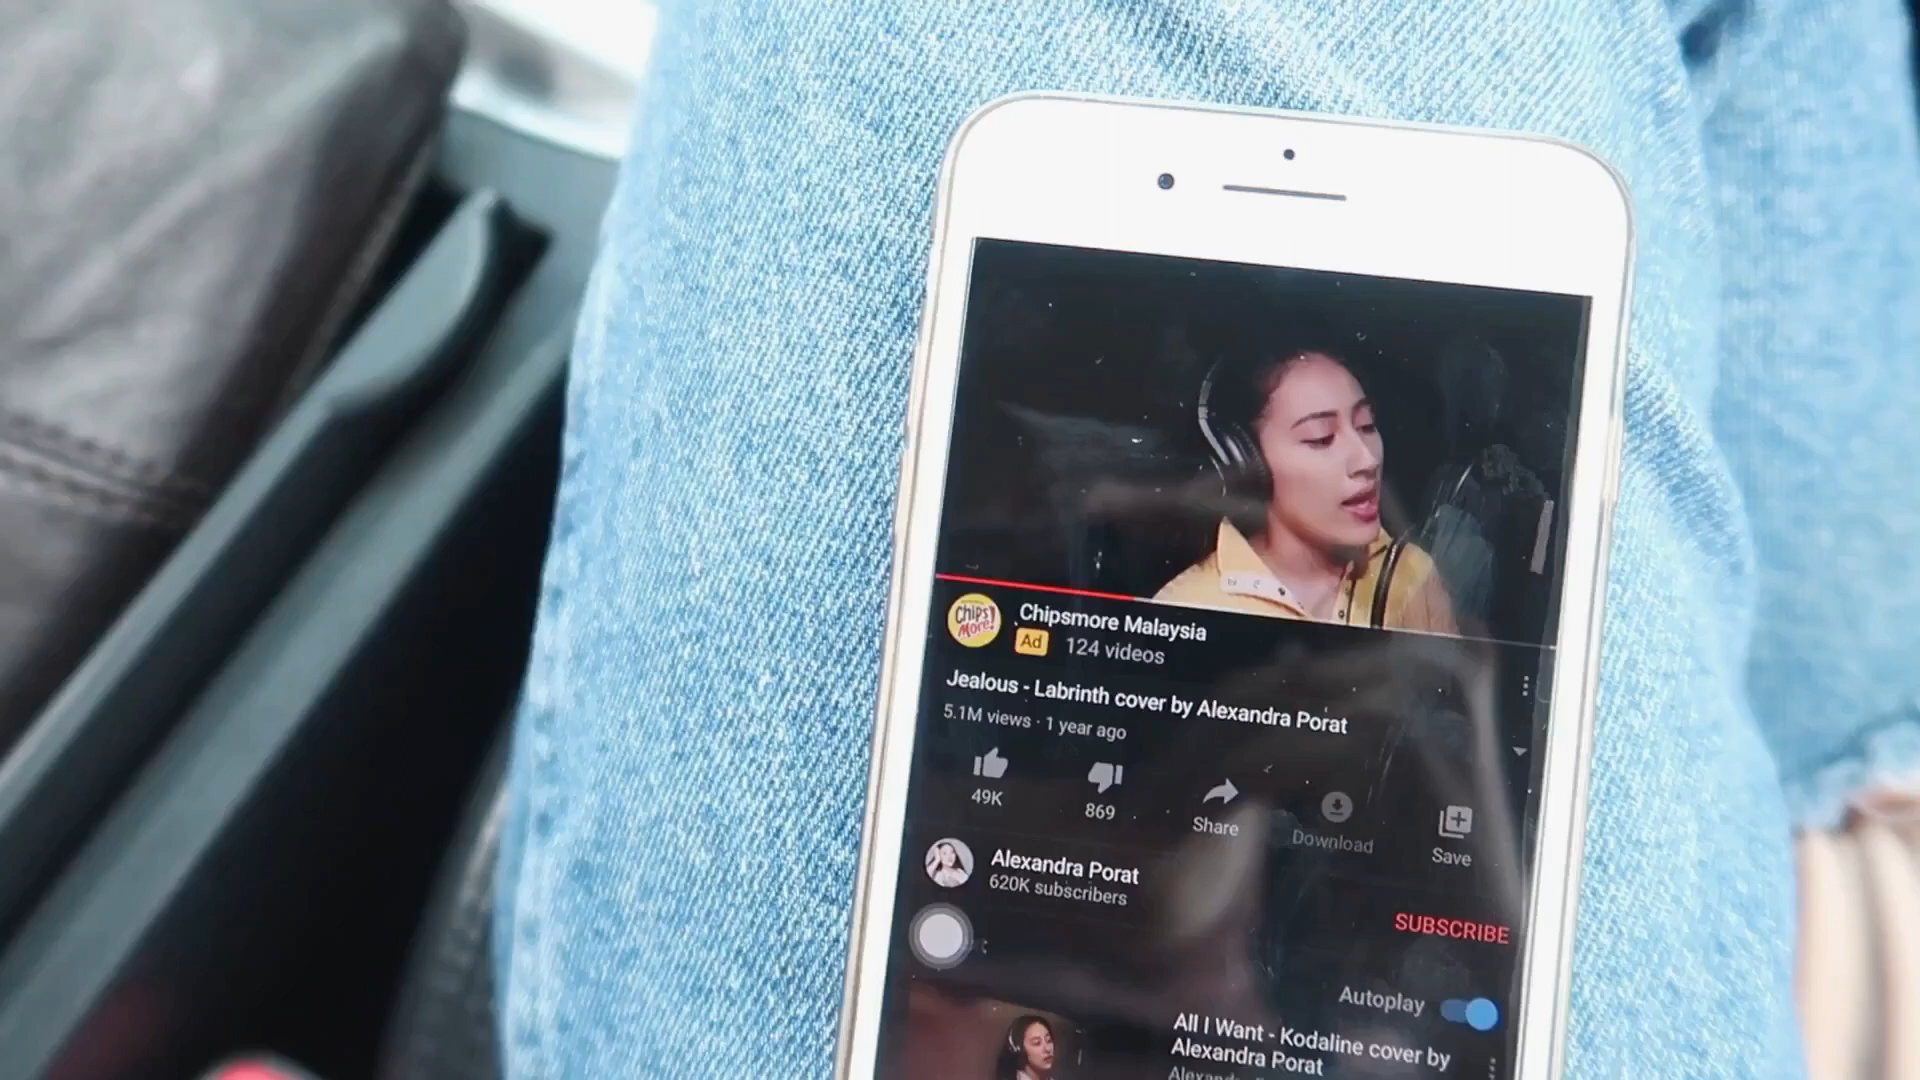 Chips More!
Chipsmore Malaysia
Ad 124 videos
Jealous - Labrinth cover by Alexandra Porat
5.1M views · 1 year ago
49K
869
Share
Download
Save
Alexandra Porat
620K subscribers
SUBSCRIBE
Autoplay
All I Want - Kodaline cover by
Alexandra Porat